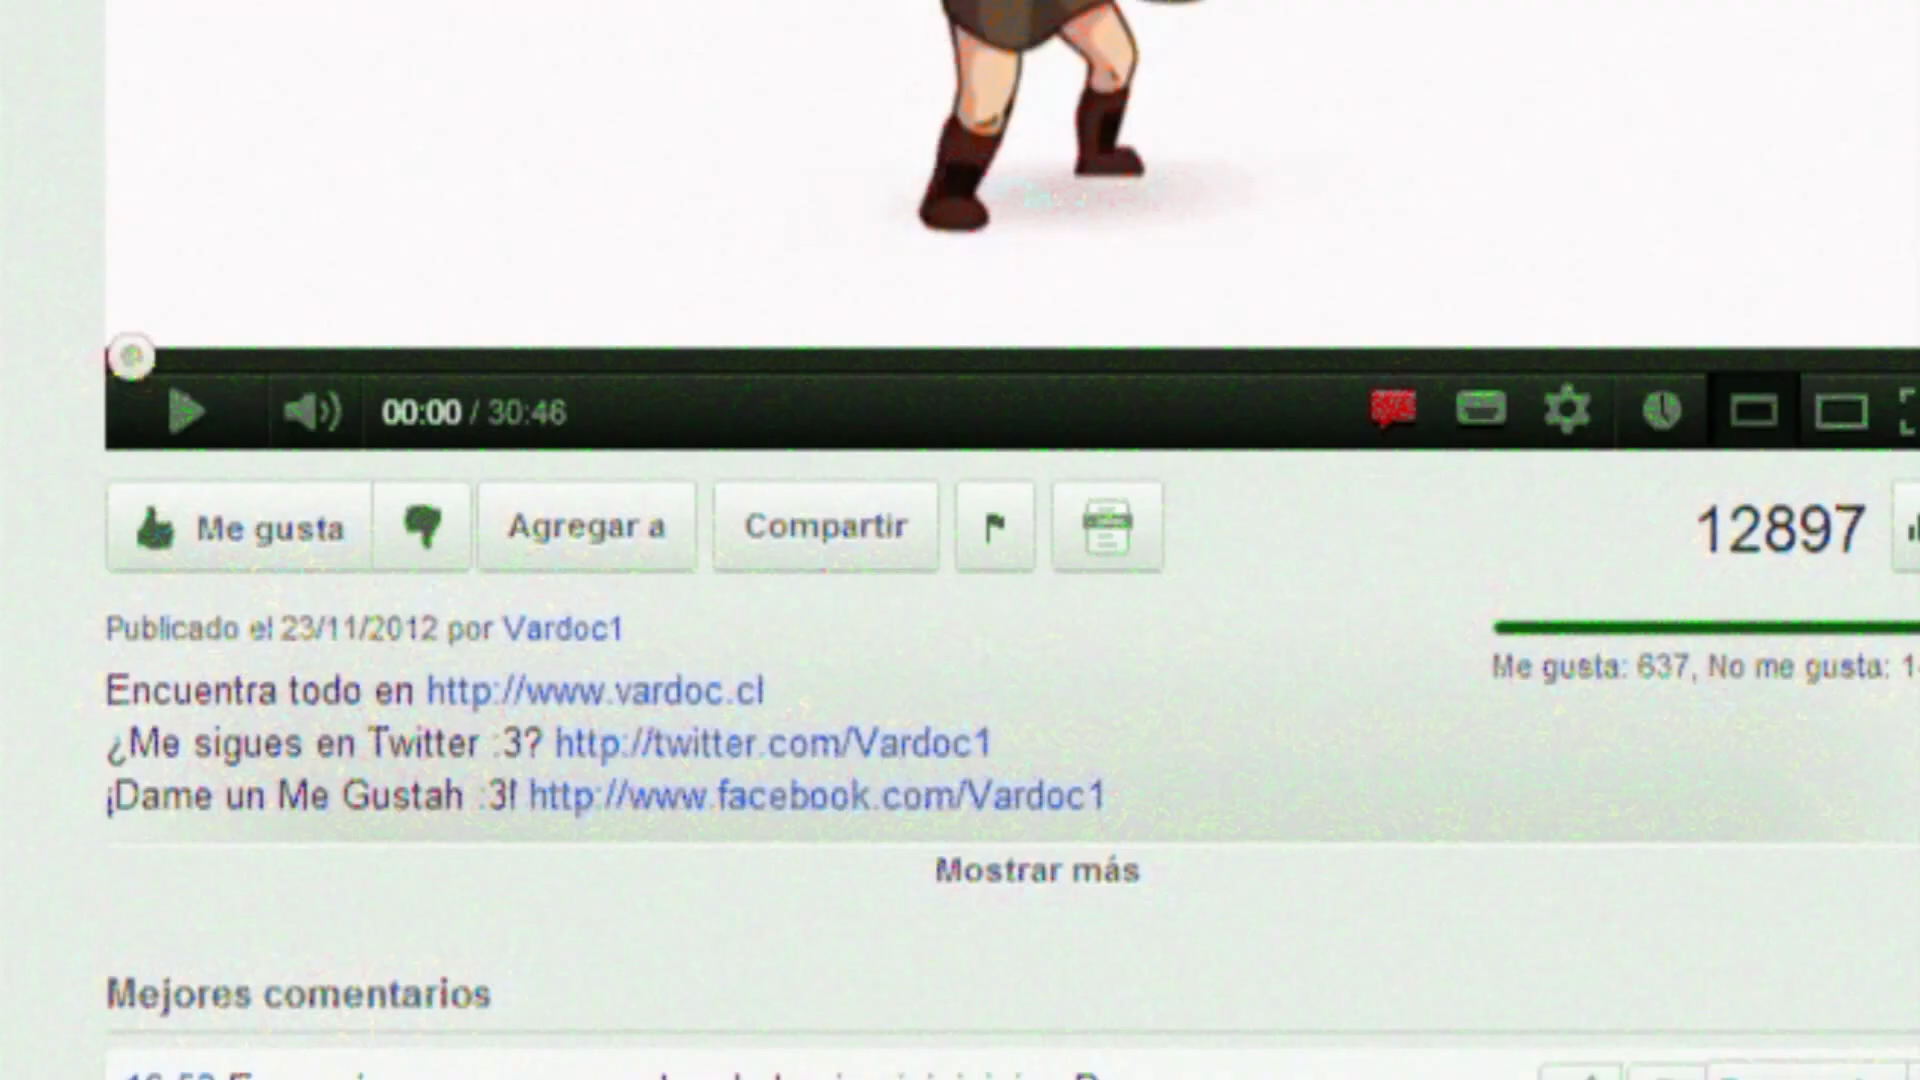 00:00 / 30:46
Me gusta
Agregar a
Compartir
12897
Publicado el 23/11/2012 por Vardoc1
Me gusta: 637, No me gusta:
Encuentra todo en http://www.vardoc.cl
¿Me sigues en Twitter :3? http://twitter.com/Vardoc1
¡Dame un Me Gustah :3! http://www.facebook.com/Vardoc1
Mostrar más
Mejores comentarios